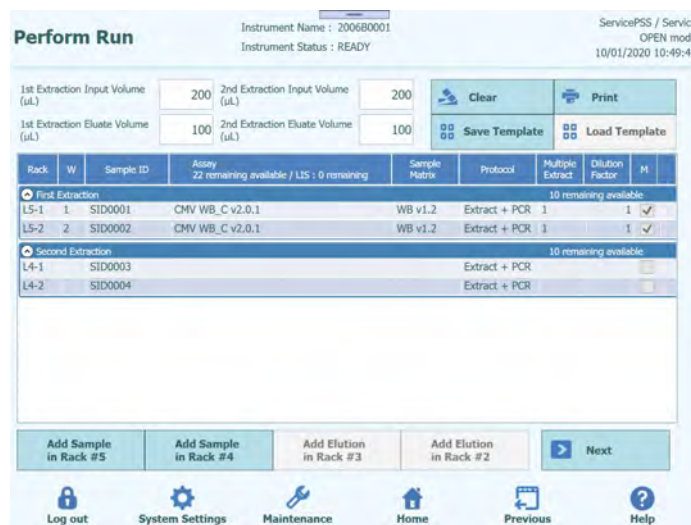 Perform Run
Instrument Name : 2006B0001
Instrument Status : READY
ServicePSS / Servic
OPEN mod
10/01/2020 10:49:4
1st Extraction Input Volume (µL) 200 2nd Extraction Input Volume (µL) 200 Clear Print
1st Extraction Eluate Volume (µL) 100 2nd Extraction Eluate Volume (µL) 100 Save Template Load Template
Rack W Sample ID Assay 22 remaining available / LIS : 0 remaining Sample Matrix Protocol Multiple Extract Dilution Factor M
First Extraction 10 remaining available
L5-1 1 SID0001 CMV WB_C v2.0.1 WB v1.2 Extract + PCR 1 1
L5-2 2 SID0002 CMV WB_C v2.0.1 WB v1.2 Extract + PCR 1 1
Second Extraction 10 remaining available
L4-1 SID0003 Extract + PCR
L4-2 SID0004 Extract + PCR
Add Sample in Rack #5 Add Sample in Rack #4 Add Elution in Rack #3 Add Elution in Rack #2 Next
Log out System Settings Maintenance Home Previous Help